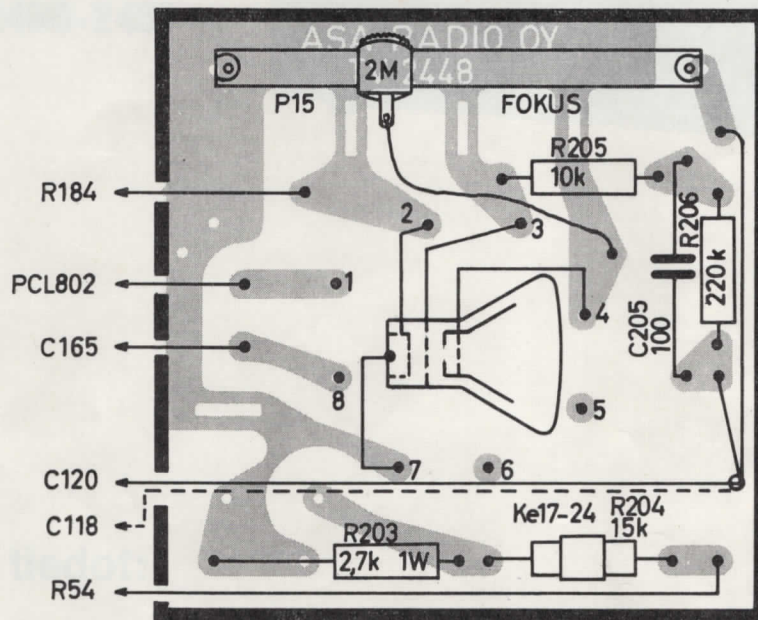 ASA RADIO OY
2448
2M
P15
FOKUS
R205
10k
R184
2
3
R206
PCL802
1
220k
4
C205
100
C165
8
5
7
6
C120
C118
Ke17-24
R204
15k
R203
2,7k 1W
R54